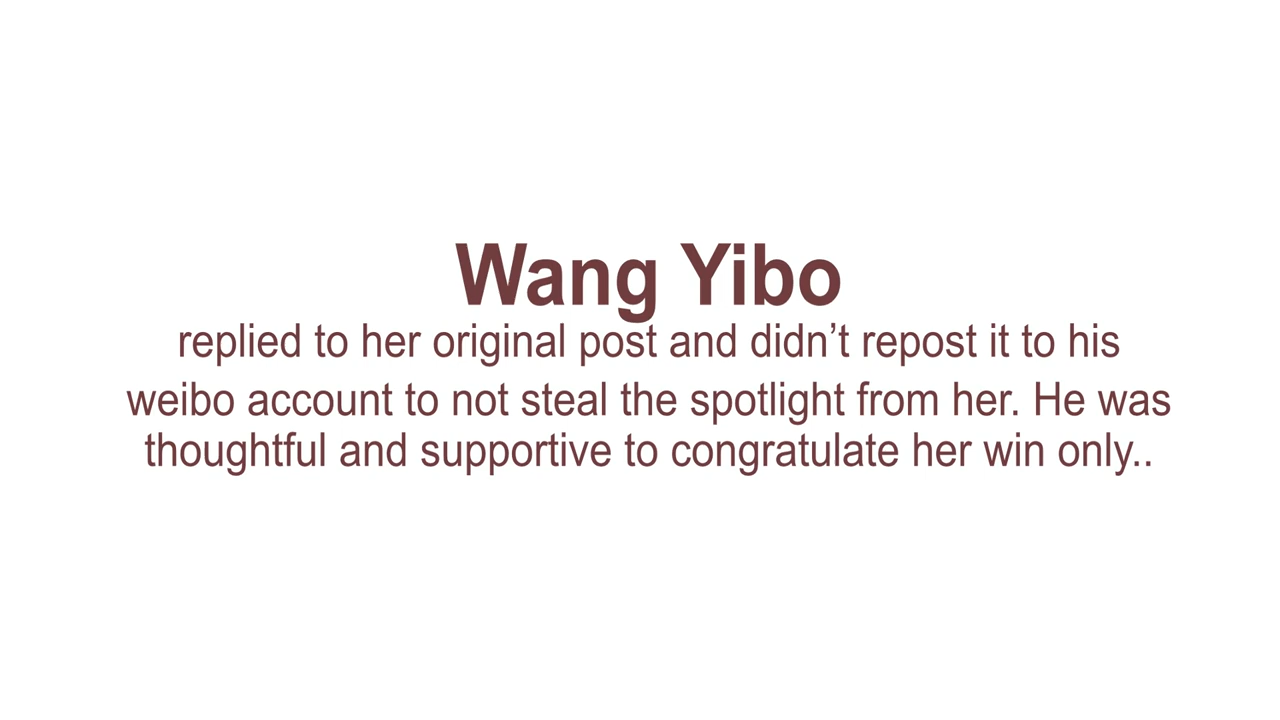 Wang Yibo
replied to her original post and didn’t repost it to his
weibo account to not steal the spotlight from her. He was
thoughtful and supportive to congratulate her win only..